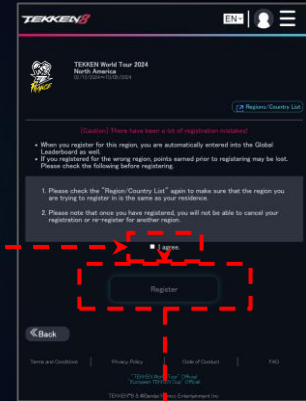 TEKKEN8
EN
TEKKEN World Tour 2024
North America
Regions/Country List
(Caution) There have been a lot of registration mistakes!
• When you register for this region, you are automatically entered into the Global
Leaderboard as well.
• If you registered for the wrong region, points earned prior to registering may be lost.
Please check the following before registering.
1. Please check the "Region/Country List" again to make sure that the region you
are trying to register in is the same as your residence.
2. Please note that once you have registered, you will not be able to cancel your
registration or re-register for another region.
I agree.
Register
Back
Terms and Conditions
Privacy Policy
Code of Conduct
FAQ
"TEKKEN World Tour" Official
"European TEKKEN Cup" Official